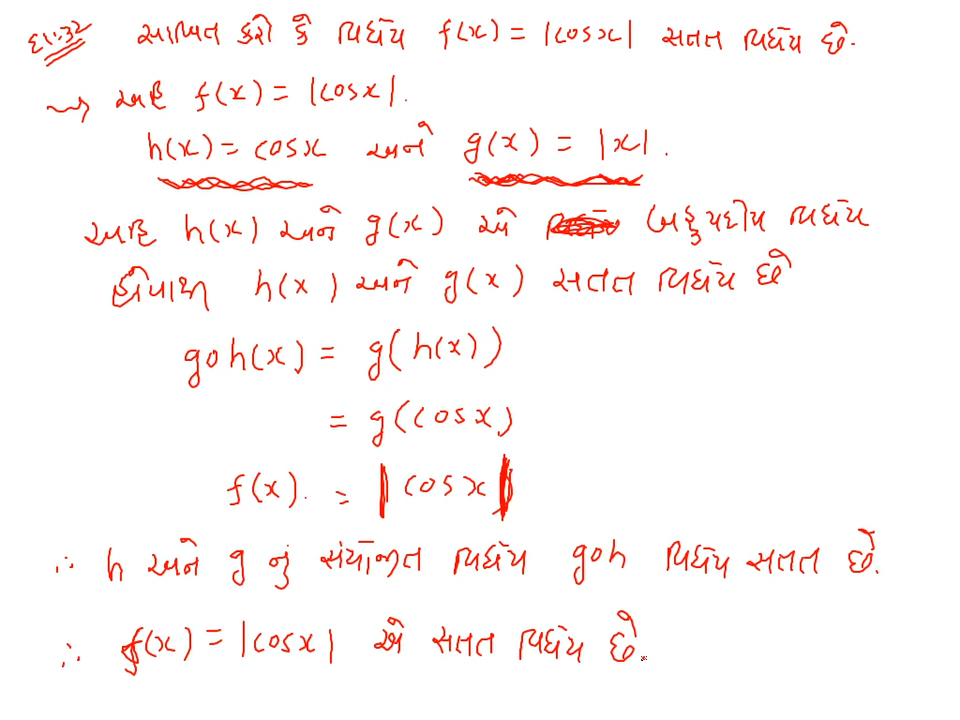 દા:-32 સાબિત કરો કે વિધેય f(x) = |cosx| સતત વિધેય છે.
→ અહિ f(x) = |cosx|.
h(x) = cosx અને g(x) = |x|.
અહિ h(x) અને g(x) એ બહુપદીય વિધેય
હોવાથી h(x) અને g(x) સતત વિધેય છે
goh(x) = g(h(x))
= g(cosx)
f(x). = |cosx|
∴ h અને g નું સંયોજીત વિધેય goh વિધેય સતત છે.
∴ f(x) = |cosx| એ સતત વિધેય છે.